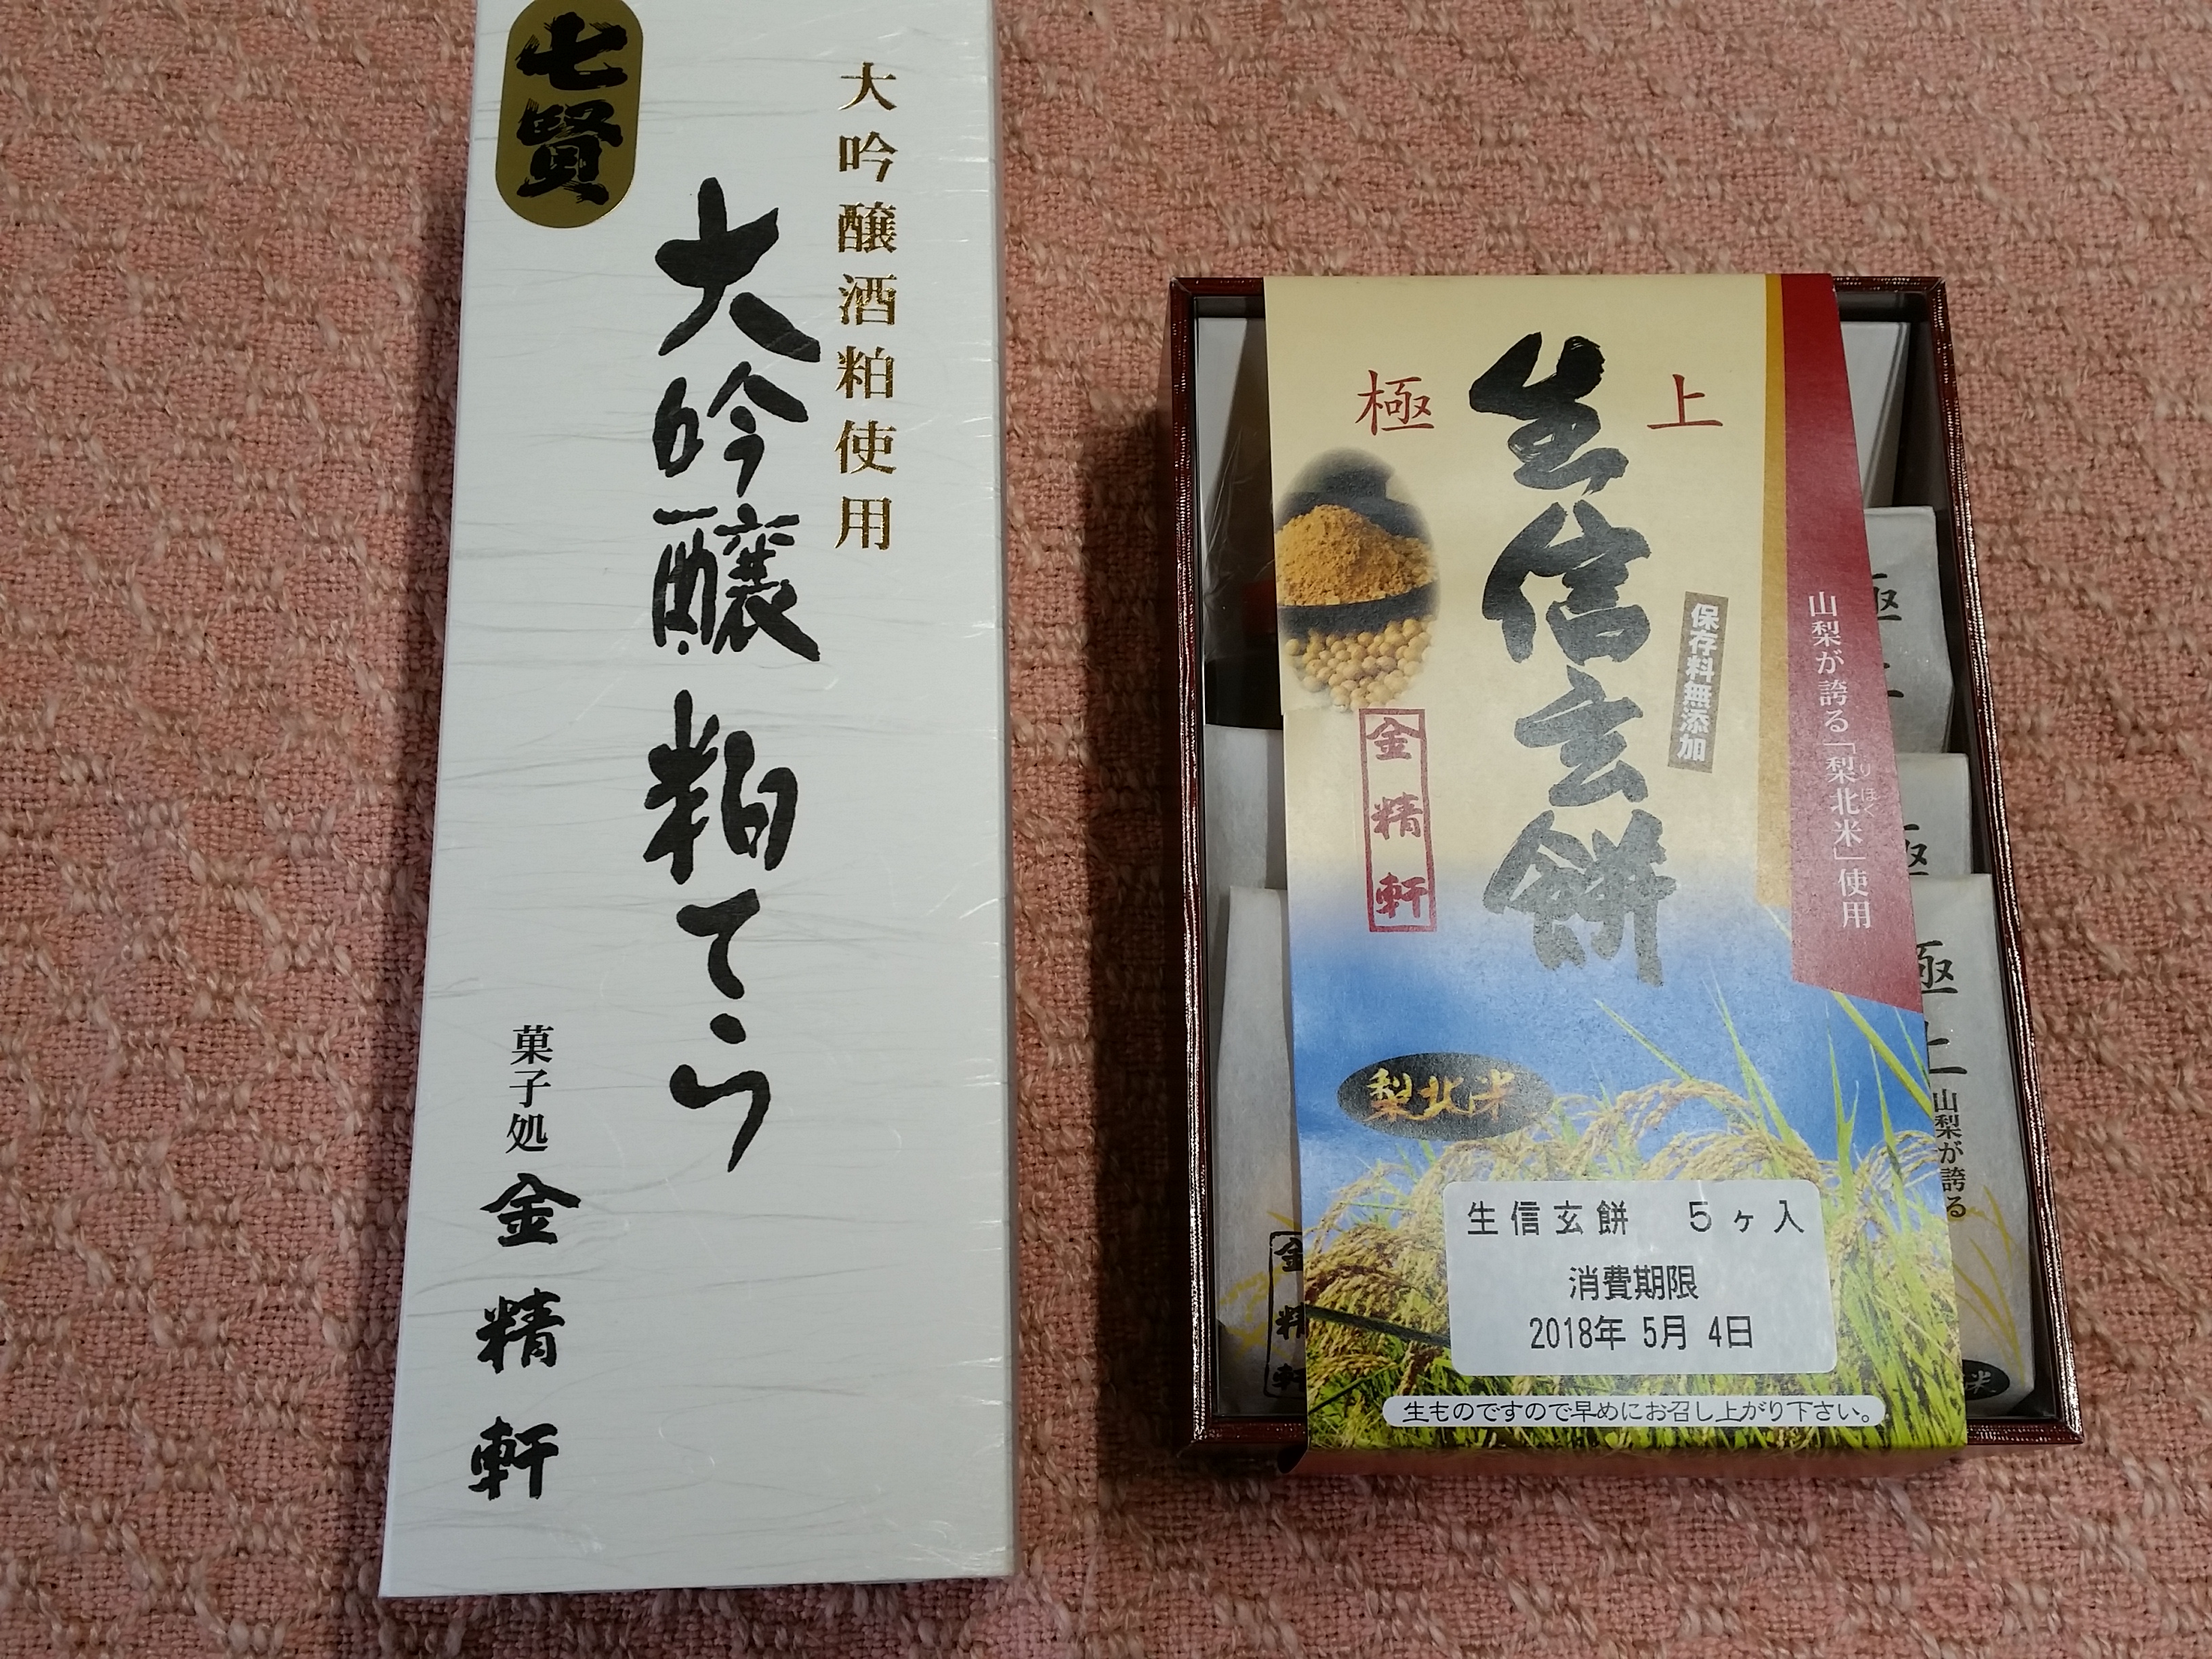 七賢
大吟醸酒粕使用
大吟醸粕てら
菓子処
金精軒
極上
生信玄餅
保存料無添加
金精軒
山梨が誇る「梨北米」使用
りほく
梨北米
生信玄餅 5ヶ入
消費期限
2018年 5月 4日
生ものですので早めにお召し上がり下さい。
極
上
山梨が誇る
金精軒
米